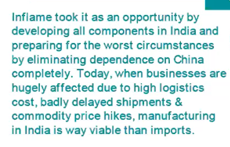 Inflame took it as an opportunity by
developing all components in India and
preparing for the worst circumstances
by eliminating dependence on China
completely. Today, when businesses are
hugely affected due to high logistics
cost, badly delayed shipments &
commodity price hikes, manufacturing
in India is way viable than imports.